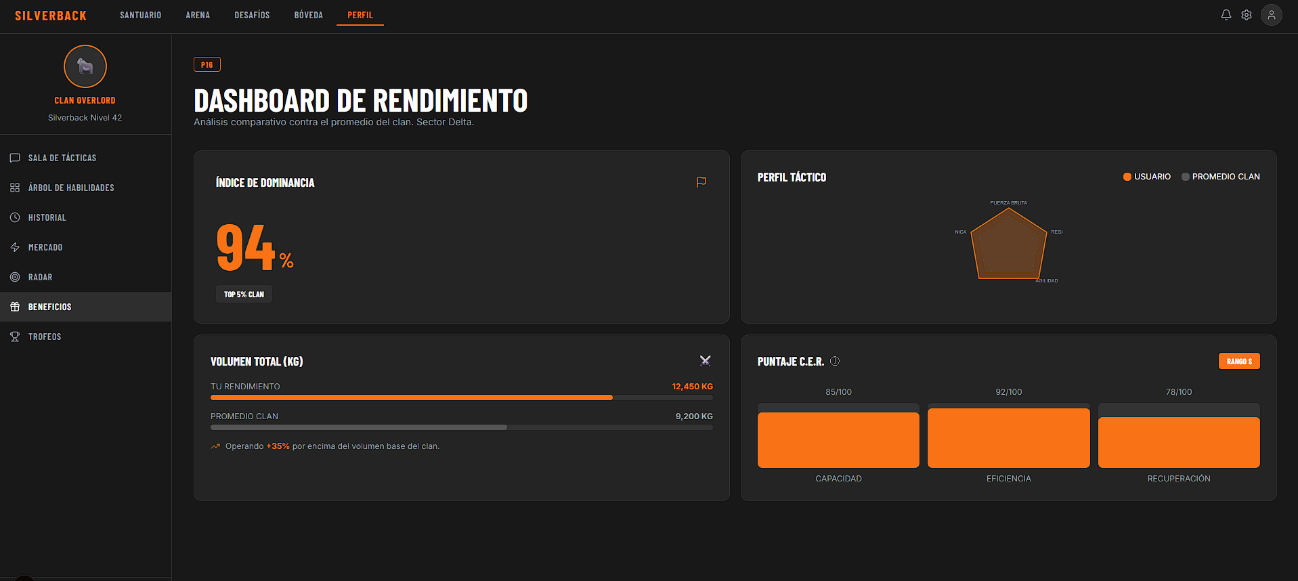 SILVERBACK
SANTUARIO ARENA DESAFÍOS BÓVEDA PERFIL
CLAN OVERLORD
Silverback Nivel 42
SALA DE TÁCTICAS
ÁRBOL DE HABILIDADES
HISTORIAL
MERCADO
RADAR
BENEFICIOS
TROFEOS
P16
DASHBOARD DE RENDIMIENTO
Análisis comparativo contra el promedio del clan. Sector Delta.
ÍNDICE DE DOMINANCIA
94%
TOP 5% CLAN
PERFIL TÁCTICO
USUARIO PROMEDIO CLAN
FUERZA BRUTA
NICA RESI
AGILIDAD
VOLUMEN TOTAL (KG)
TU RENDIMIENTO 12,450 KG
PROMEDIO CLAN 9,200 KG
Operando +35% por encima del volumen base del clan.
PUNTAJE C.E.R.
RANGO S
85/100 92/100 78/100
CAPACIDAD EFICIENCIA RECUPERACIÓN